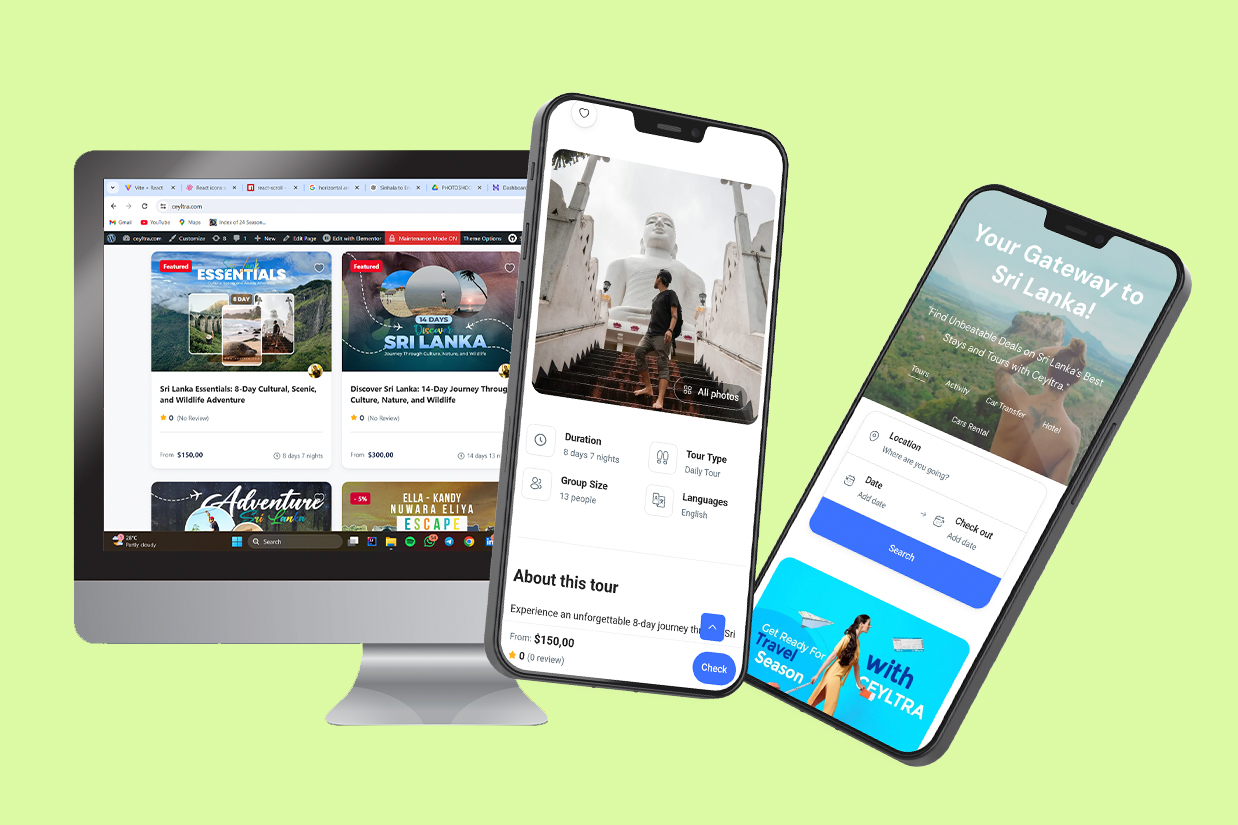 Vite + React
React icons
react-scroll
horizontal an
Sinhala to En
PHOTOSHO
Dashboard
ceyltra.com
Gmail
YouTube
Maps
Index of 24 Season...
ceyltra.com
Customize
8
1
New
Edit Page
Edit with Elementor
Maintenance Mode ON
Theme Options
Featured
ESSENTIALS
8 DAY
Sri Lanka Essentials: 8-Day Cultural, Scenic,
and Wildlife Adventure
0 (No Review)
From $150,00
8 days 7 nights
Featured
14 DAYS
Discover
SRI LANKA
Journey Through Culture, Nature, and Wildlife
Discover Sri Lanka: 14-Day Journey Throug
Culture, Nature, and Wildlife
0 (No Review)
From $300,00
14 days 13 n
Adventure
Sri Lanka
- 5%
ELLA - KANDY
NUWARA ELIYA
ESCAPE
28°C
Partly cloudy
Search
All photos
Duration
8 days 7 nights
Tour Type
Daily Tour
Group Size
13 people
Languages
English
About this tour
Experience an unforgettable 8-day journey thr Sri
From: $150,00
0 (0 review)
Check
Your Gateway to
Sri Lanka!
"Find Unbeatable Deals on Sri Lanka's Best
Stays and Tours with Ceyltra."
Tours
Activity
Car Transfer
Hotel
Cars Rental
Location
Where are you going?
Date
Add date
Check out
Add date
Search
Get Ready For
Travel
Season
with
CEYLTRA